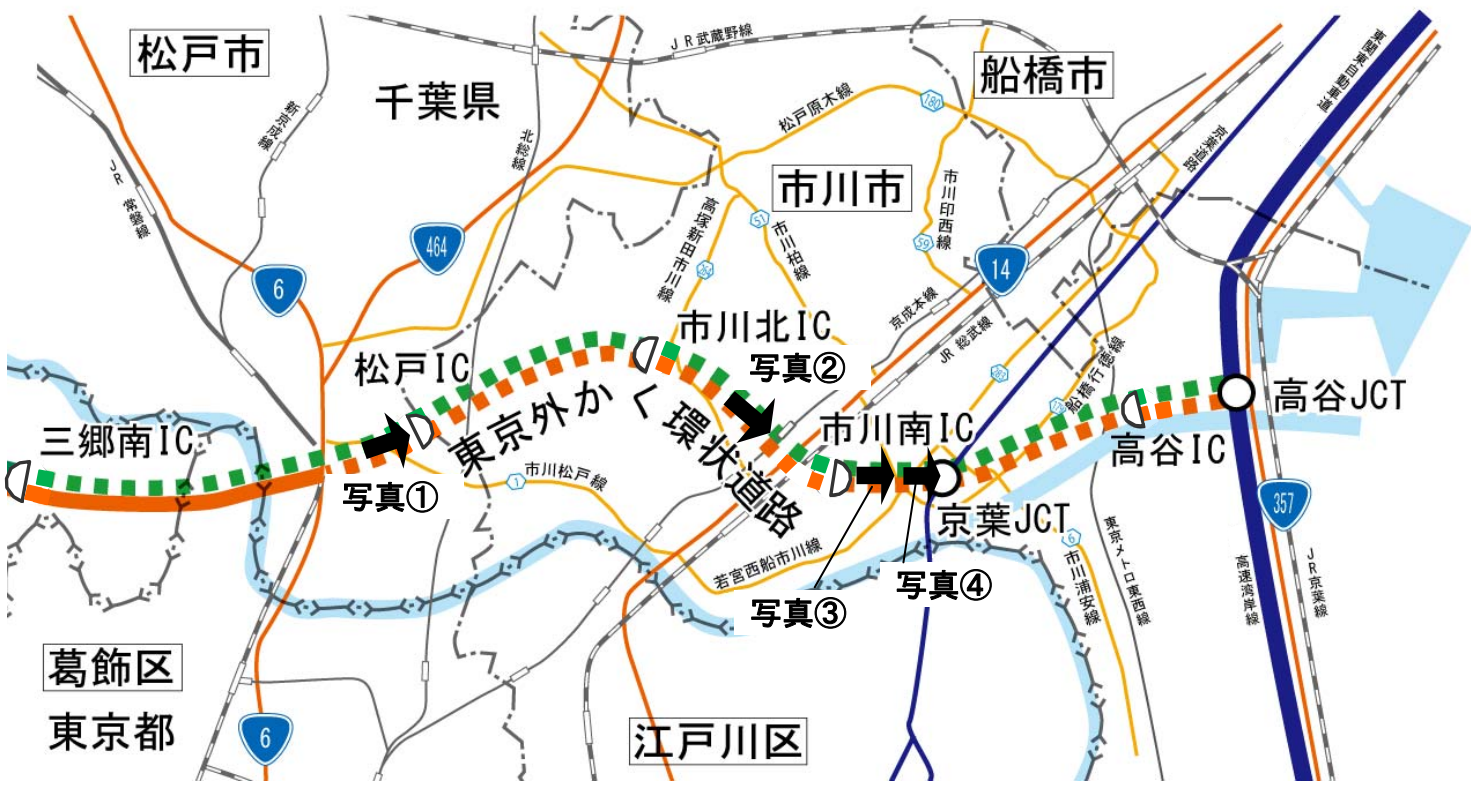 松戸市
千葉県
船橋市
市川市
葛飾区
東京都
江戸川区
JR武蔵野線
新京成線
JR 常磐線
北総線
松戸原木線
180
高塚新田市川線
264
51
市川柏線
市川印西線
59
京成本線
JR 総武線
京葉道路
東関東自動車道
6
464
14
三郷南IC
松戸IC
市川北IC
市川南IC
京葉JCT
高谷IC
高谷JCT
東京外かく環状道路
写真①
写真②
写真③
写真④
1
市川松戸線
若宮西船市川線
283
船橋行徳線
6
市川浦安線
東京メトロ東西線
357
高速湾岸線
JR京葉線
6